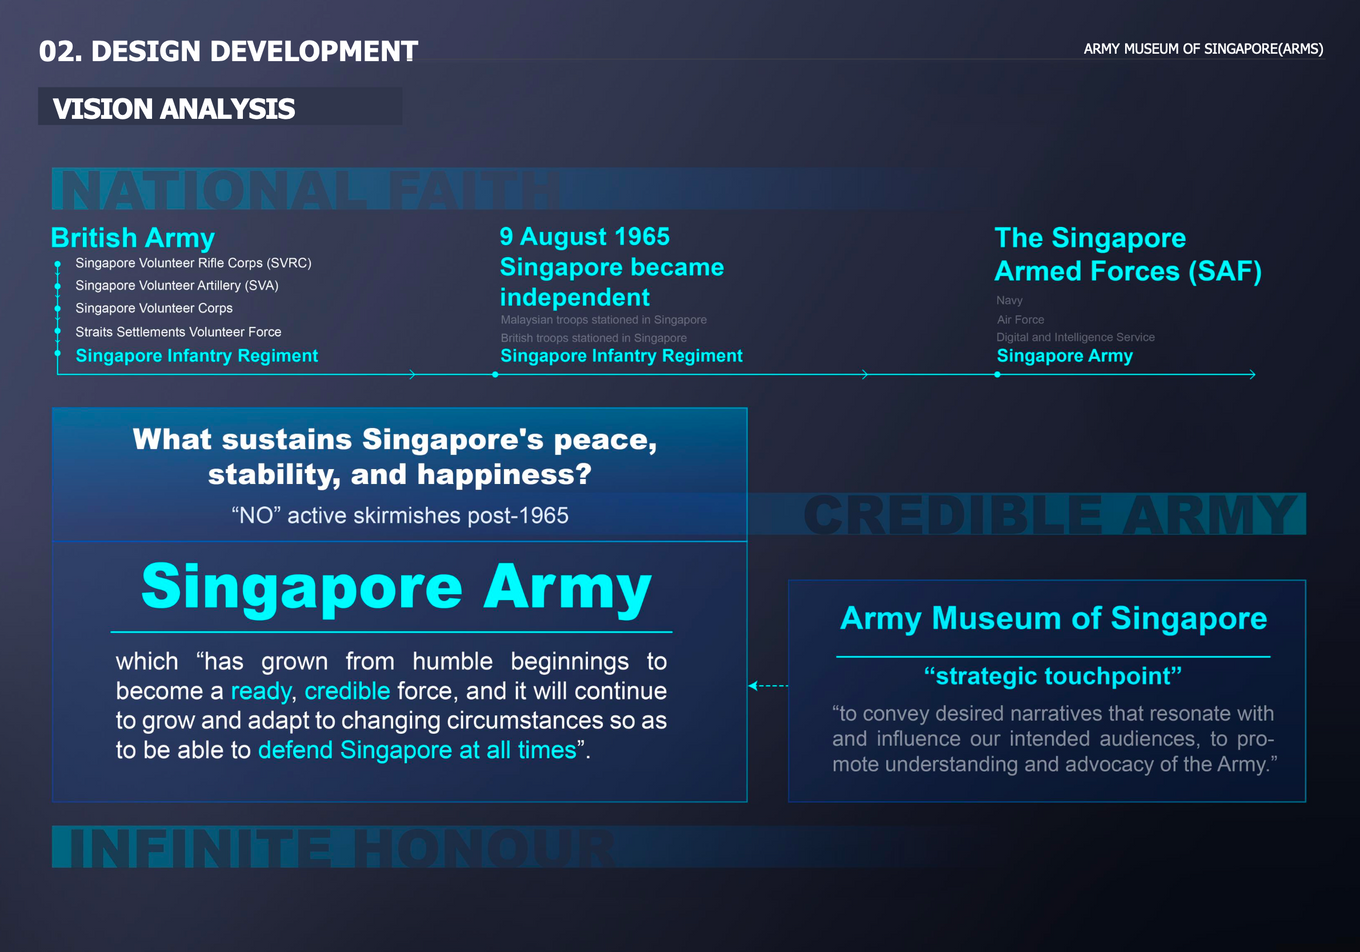 02. DESIGN DEVELOPMENT
ARMY MUSEUM OF SINGAPORE(ARMS)
VISION ANALYSIS
NATIONAL FAITH
British Army
Singapore Volunteer Rifle Corps (SVRC)
Singapore Volunteer Artillery (SVA)
Singapore Volunteer Corps
Straits Settlements Volunteer Force
Singapore Infantry Regiment
9 August 1965
Singapore became
independent
Malaysian troops stationed in Singapore
British troops stationed in Singapore
Singapore Infantry Regiment
The Singapore
Armed Forces (SAF)
Navy
Air Force
Digital and Intelligence Service
Singapore Army
What sustains Singapore's peace,
stability, and happiness?
“NO” active skirmishes post-1965
CREDIBLE ARMY
Singapore Army
which “has grown from humble beginnings to
become a ready, credible force, and it will continue
to grow and adapt to changing circumstances so as
to be able to defend Singapore at all times”.
Army Museum of Singapore
“strategic touchpoint”
“to convey desired narratives that resonate with
and influence our intended audiences, to pro-
mote understanding and advocacy of the Army.”
INFINITE HONOUR